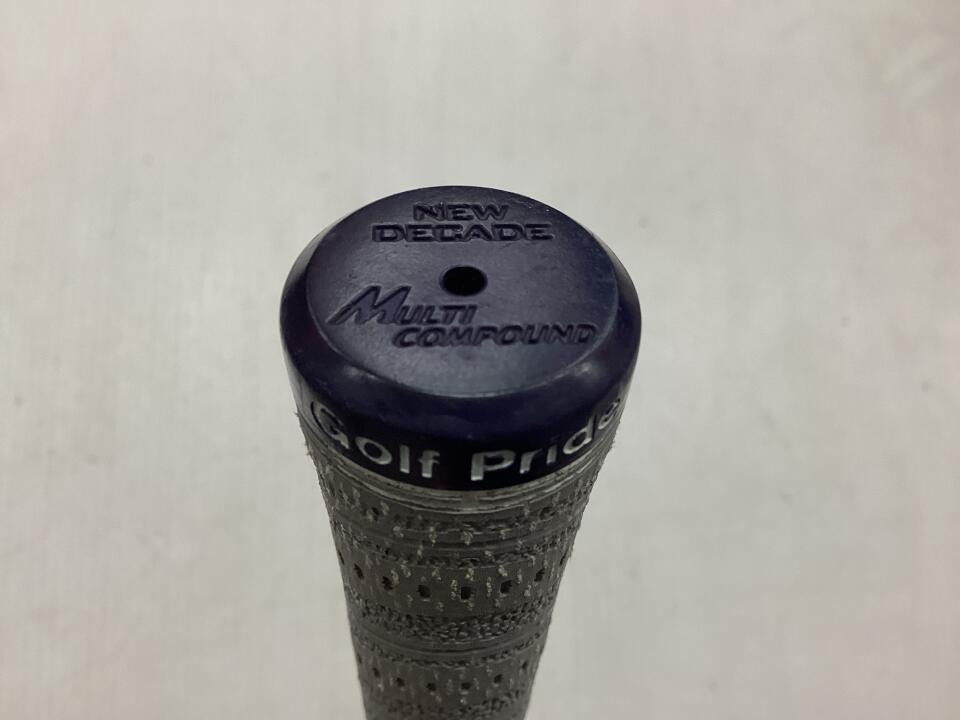 NEW
DECADE
MULTI
COMPOUND
Golf Pride